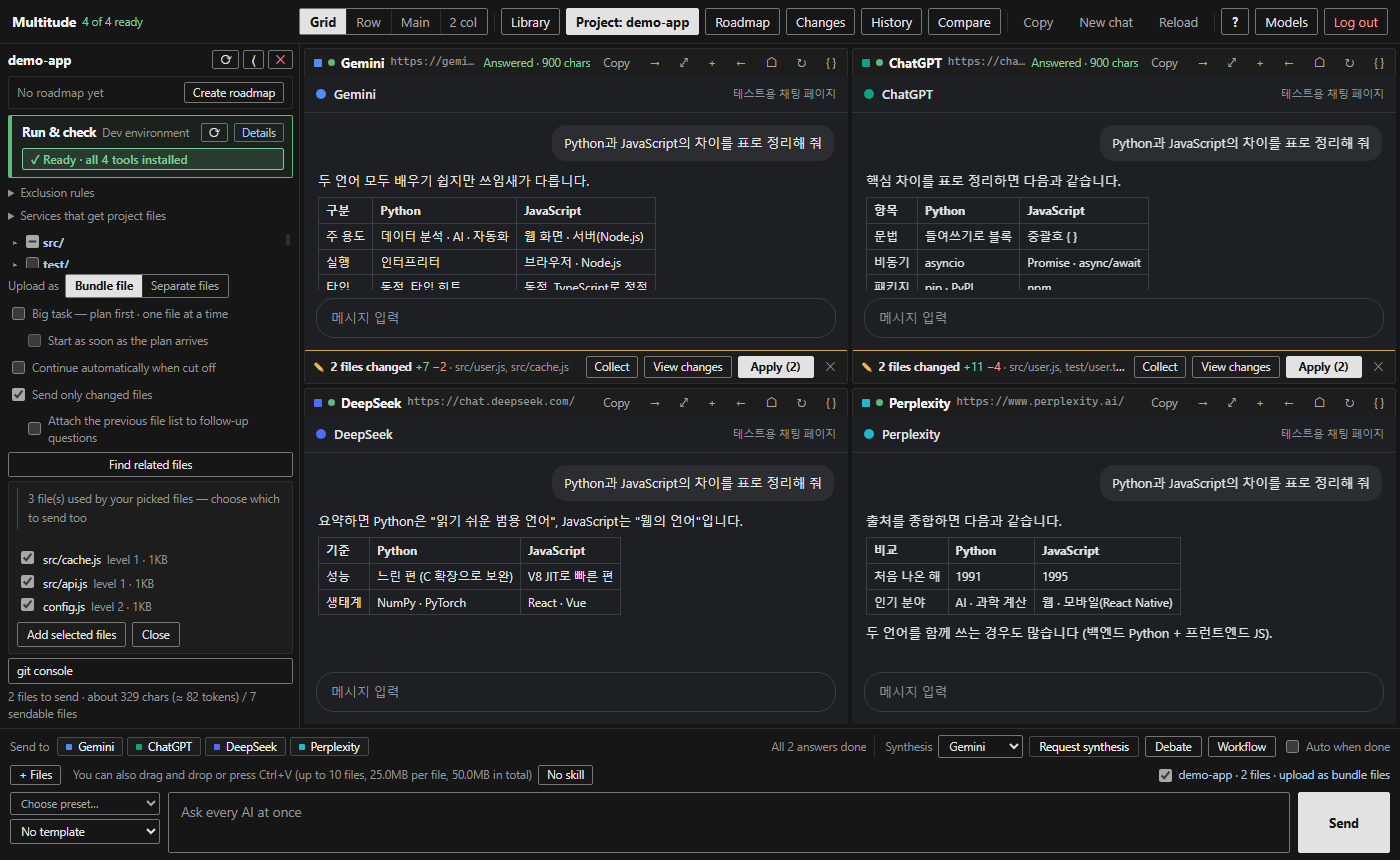 Multitude 4 of 4 ready Grid Row Main 2 col Library Project: demo-app Roadmap Changes History Compare Copy New chat Reload ? Models Log out
demo-app
No roadmap yet Create roadmap
Run & check Dev environment Details
✓ Ready · all 4 tools installed
Exclusion rules
Services that get project files
src/
test/
Upload as Bundle file Separate files
Big task — plan first · one file at a time
Start as soon as the plan arrives
Continue automatically when cut off
Send only changed files
Attach the previous file list to follow-up
questions
Find related files
3 file(s) used by your picked files — choose which
to send too
src/cache.js level 1 · 1KB
src/api.js level 1 · 1KB
config.js level 2 · 1KB
Add selected files Close
git console
2 files to send · about 329 chars (≈ 82 tokens) / 7
sendable files
Gemini https://gemi… Answered · 900 chars Copy
Gemini 테스트용 채팅 페이지
Python과 JavaScript의 차이를 표로 정리해 줘
두 언어 모두 배우기 쉽지만 쓰임새가 다릅니다.
구분 Python JavaScript
주 용도 데이터 분석 · AI · 자동화 웹 화면 · 서버(Node.js)
실행 인터프리터 브라우저 · Node.js
타입 동적, 타입 힌트 동적, TypeScript로 정적
메시지 입력
2 files changed +7 −2 · src/user.js, src/cache.js Collect View changes Apply (2)
ChatGPT https://cha… Answered · 900 chars Copy
ChatGPT 테스트용 채팅 페이지
Python과 JavaScript의 차이를 표로 정리해 줘
핵심 차이를 표로 정리하면 다음과 같습니다.
항목 Python JavaScript
문법 들여쓰기로 블록 중괄호 { }
비동기 asyncio Promise · async/await
패키지 pip · PyPI npm
메시지 입력
2 files changed +11 −4 · src/user.js, test/user.t… Collect View changes Apply (2)
DeepSeek https://chat.deepseek.com/ Copy
DeepSeek 테스트용 채팅 페이지
Python과 JavaScript의 차이를 표로 정리해 줘
요약하면 Python은 "읽기 쉬운 범용 언어", JavaScript는 "웹의 언어"입니다.
기준 Python JavaScript
성능 느린 편 (C 확장으로 보완) V8 JIT로 빠른 편
생태계 NumPy · PyTorch React · Vue
메시지 입력
Perplexity https://www.perplexity.ai/ Copy
Perplexity 테스트용 채팅 페이지
Python과 JavaScript의 차이를 표로 정리해 줘
출처를 종합하면 다음과 같습니다.
비교 Python JavaScript
처음 나온 해 1991 1995
인기 분야 AI · 과학 계산 웹 · 모바일(React Native)
두 언어를 함께 쓰는 경우도 많습니다 (백엔드 Python + 프런트엔드 JS).
메시지 입력
Send to Gemini ChatGPT DeepSeek Perplexity All 2 answers done Synthesis Gemini Request synthesis Debate Workflow Auto when done
+ Files You can also drag and drop or press Ctrl+V (up to 10 files, 25.0MB per file, 50.0MB in total) No skill demo-app · 2 files · upload as bundle files
Choose preset...
No template
Ask every AI at once
Send